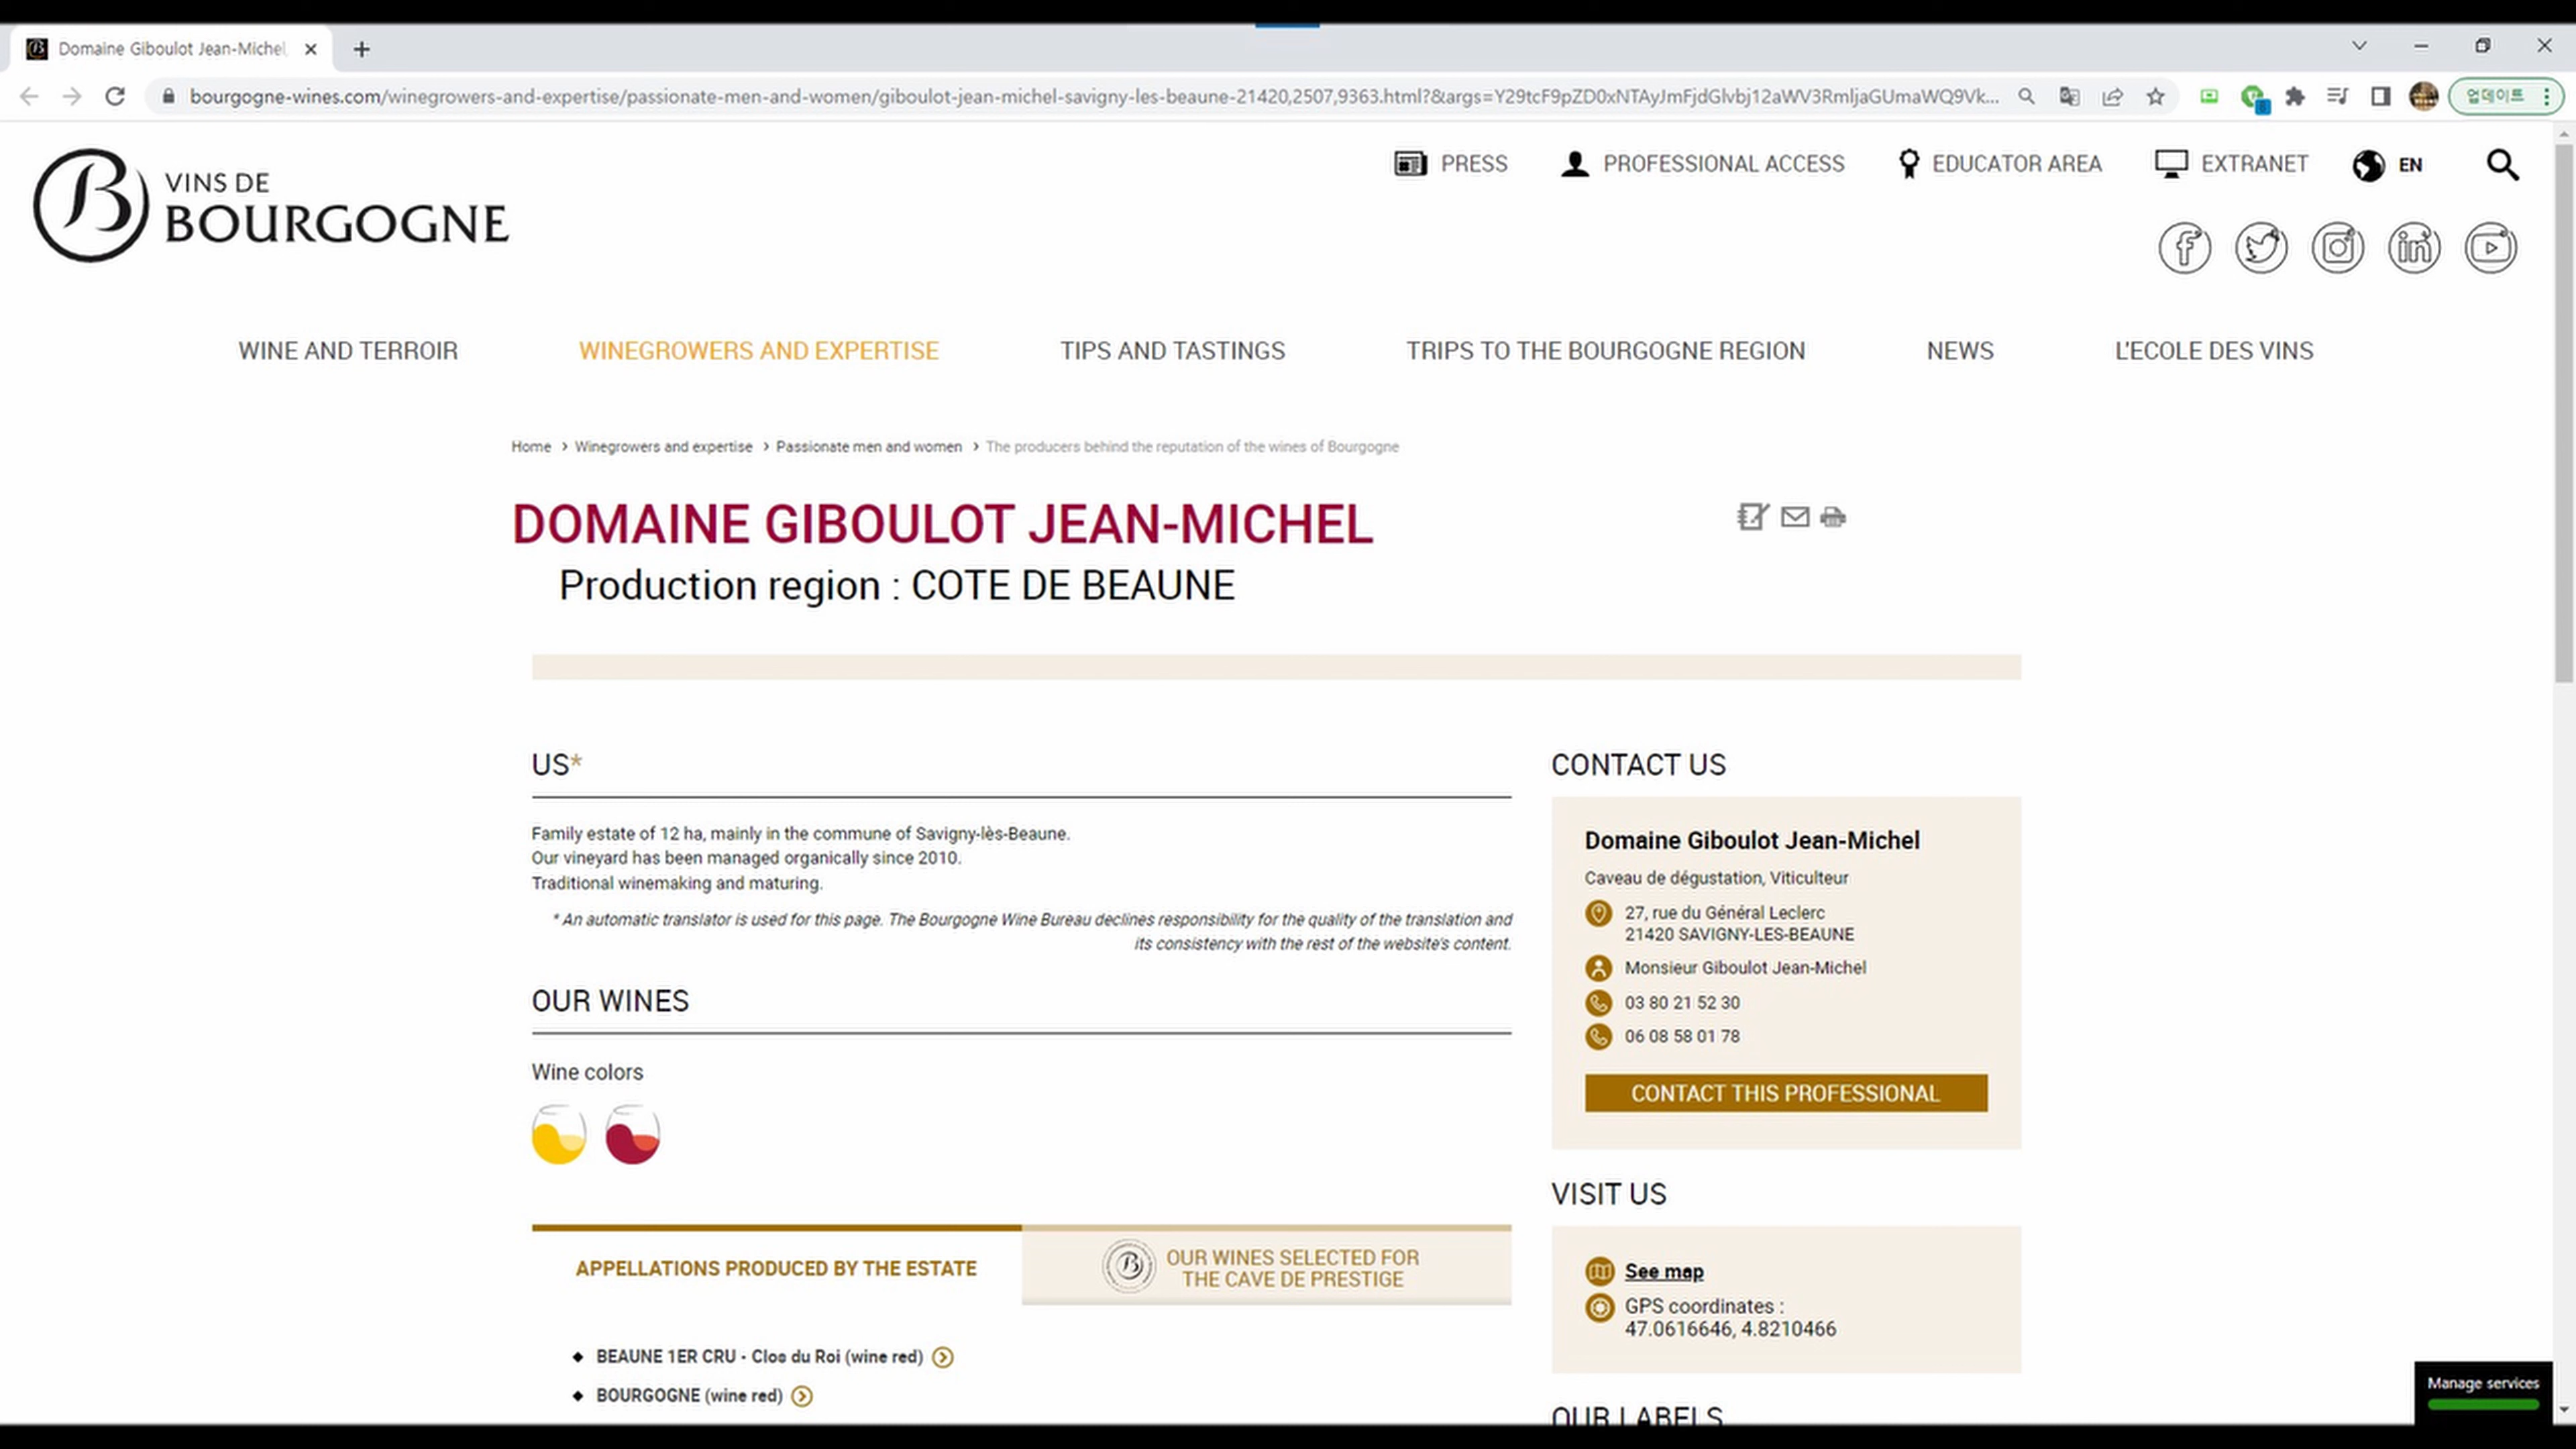 Domaine Giboulot Jean-Michel,
bourgogne-wines.com/winegrowers-and-expertise/passionate-men-and-women/giboulot-jean-michel-savigny-les-beaune-21420,2507,9363.html?&args=Y29tcF9pZD0xNTAyJmFjdGlvbj12aWV3RmljaGUmaWQ9Vk...
업데이트
VINS DE
BOURGOGNE
PRESS
PROFESSIONAL ACCESS
EDUCATOR AREA
EXTRANET
EN
WINE AND TERROIR
WINEGROWERS AND EXPERTISE
TIPS AND TASTINGS
TRIPS TO THE BOURGOGNE REGION
NEWS
L'ECOLE DES VINS
Home > Winegrowers and expertise > Passionate men and women > The producers behind the reputation of the wines of Bourgogne
DOMAINE GIBOULOT JEAN-MICHEL
Production region : COTE DE BEAUNE
US*
Family estate of 12 ha, mainly in the commune of Savigny-lès-Beaune.
Our vineyard has been managed organically since 2010.
Traditional winemaking and maturing.
* An automatic translator is used for this page. The Bourgogne Wine Bureau declines responsibility for the quality of the translation and
its consistency with the rest of the website's content.
OUR WINES
Wine colors
APPELLATIONS PRODUCED BY THE ESTATE
OUR WINES SELECTED FOR
THE CAVE DE PRESTIGE
BEAUNE 1ER CRU - Clos du Roi (wine red)
BOURGOGNE (wine red)
CONTACT US
Domaine Giboulot Jean-Michel
Caveau de dégustation, Viticulteur
27, rue du Général Leclerc
21420 SAVIGNY-LES-BEAUNE
Monsieur Giboulot Jean-Michel
03 80 21 52 30
06 08 58 01 78
CONTACT THIS PROFESSIONAL
VISIT US
See map
GPS coordinates :
47.0616646, 4.8210466
OUR LABELS
Manage services